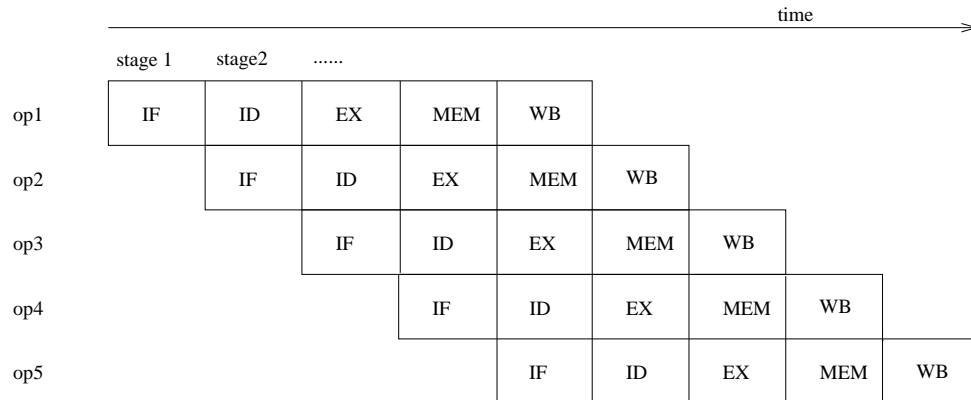 time
stage 1 stage2 ......
op1 IF ID EX MEM WB
op2 IF ID EX MEM WB
op3 IF ID EX MEM WB
op4 IF ID EX MEM WB
op5 IF ID EX MEM WB